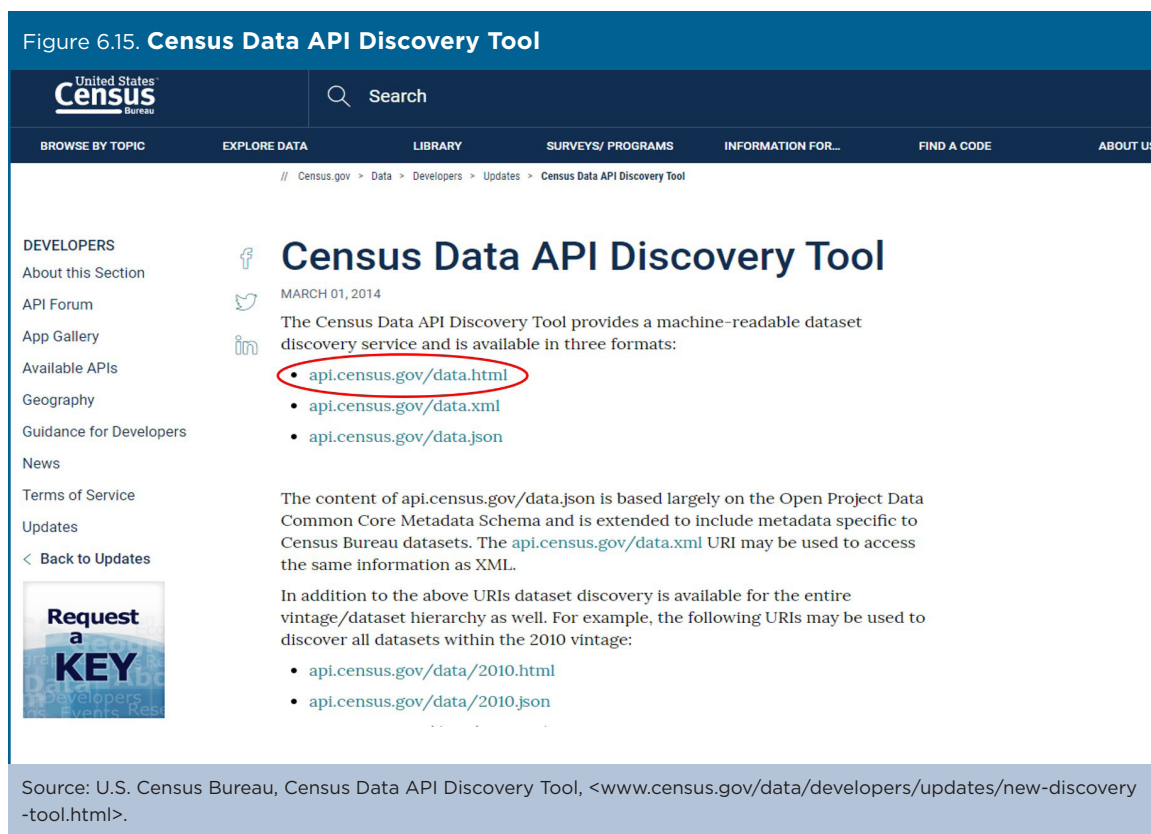 Figure 6.15. Census Data API Discovery Tool
United States™
Census
Bureau
Search
BROWSE BY TOPIC EXPLORE DATA LIBRARY SURVEYS/ PROGRAMS INFORMATION FOR... FIND A CODE ABOUT US
// Census.gov > Data > Developers > Updates > Census Data API Discovery Tool
DEVELOPERS
About this Section
API Forum
App Gallery
Available APIs
Geography
Guidance for Developers
News
Terms of Service
Updates
< Back to Updates
Request
a
KEY
Census Data API Discovery Tool
MARCH 01, 2014
The Census Data API Discovery Tool provides a machine-readable dataset
discovery service and is available in three formats:
• api.census.gov/data.html
• api.census.gov/data.xml
• api.census.gov/data.json
The content of api.census.gov/data.json is based largely on the Open Project Data
Common Core Metadata Schema and is extended to include metadata specific to
Census Bureau datasets. The api.census.gov/data.xml URI may be used to access
the same information as XML.
In addition to the above URIs dataset discovery is available for the entire
vintage/dataset hierarchy as well. For example, the following URIs may be used to
discover all datasets within the 2010 vintage:
• api.census.gov/data/2010.html
• api.census.gov/data/2010.json
Source: U.S. Census Bureau, Census Data API Discovery Tool, <www.census.gov/data/developers/updates/new-discovery
-tool.html>.